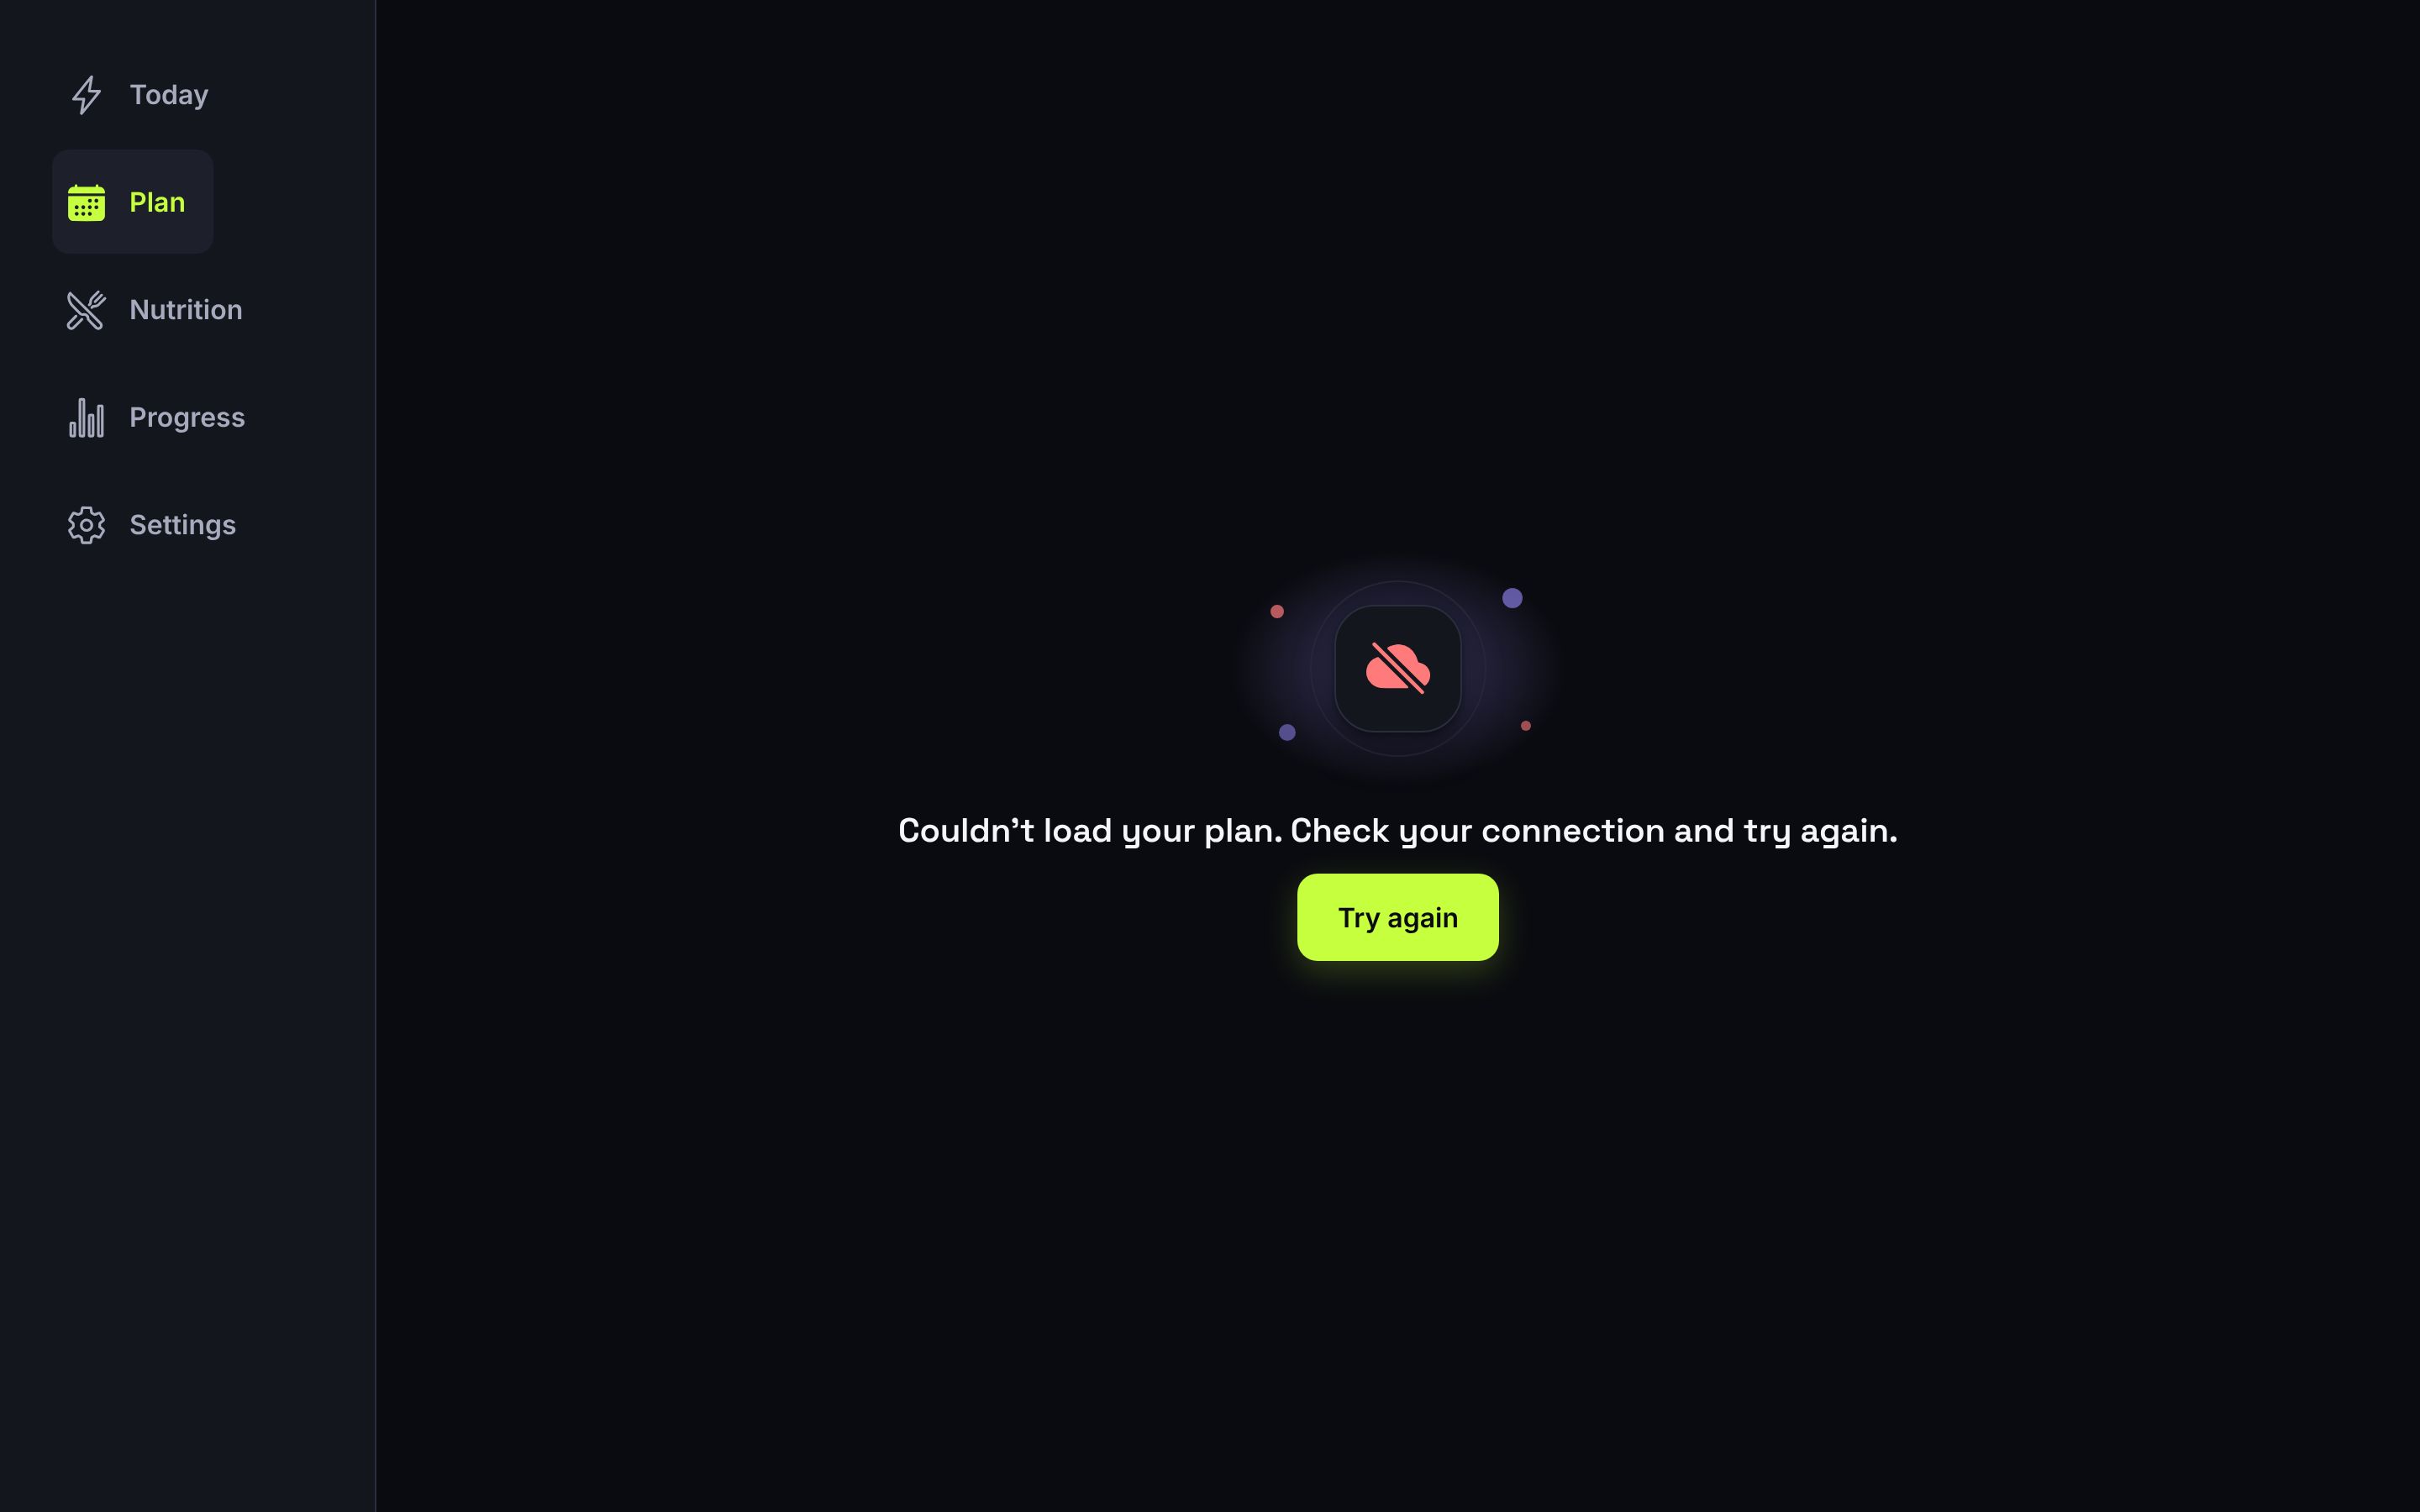 Today
Plan
Nutrition
Progress
Settings
Couldn’t load your plan. Check your connection and try again.
Try again